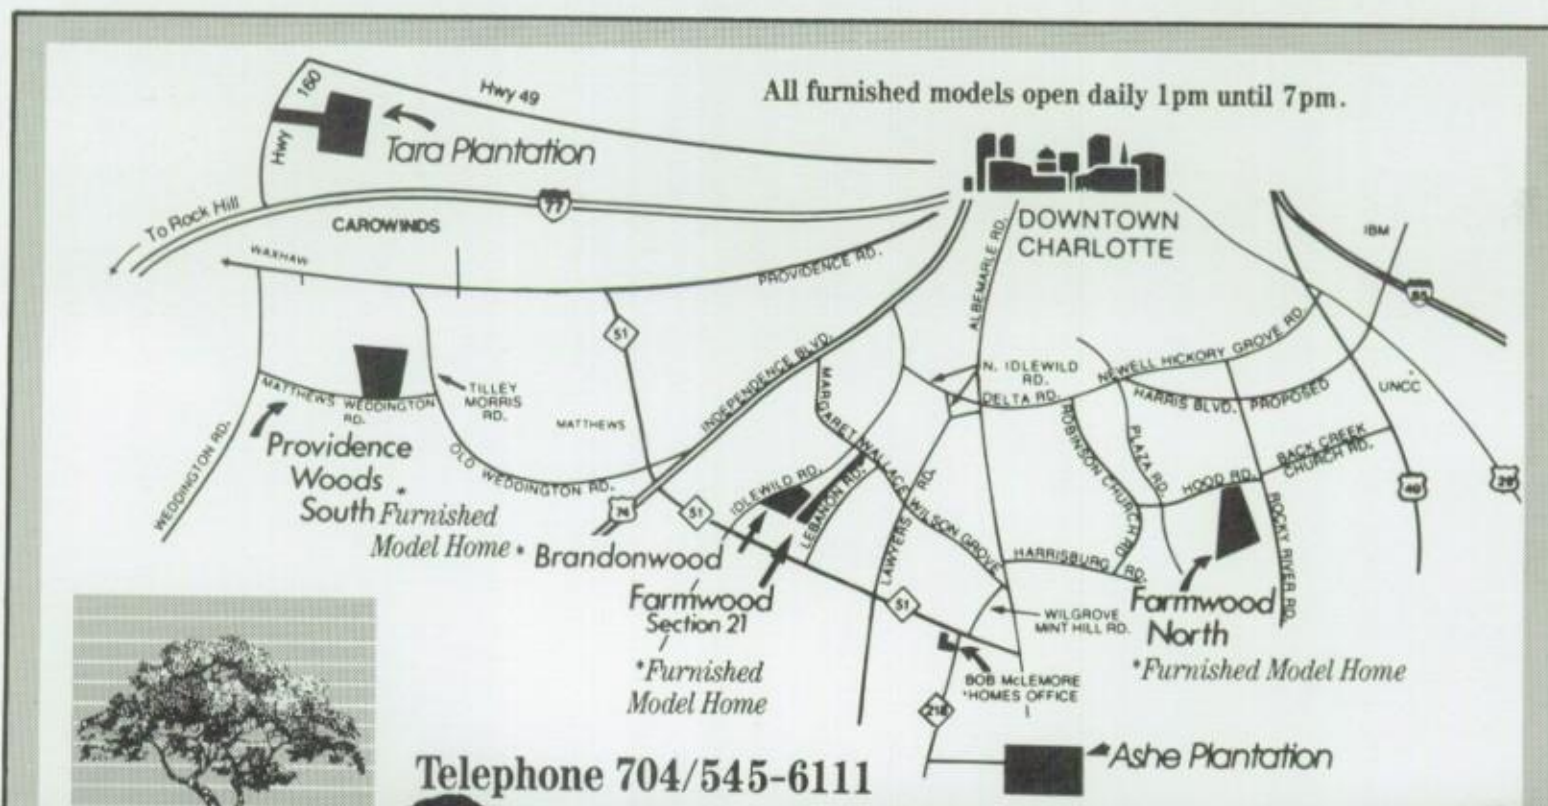 All furnished models open daily 1pm until 7pm.
Hwy 160
Hwy 49
Tara Plantation
To Rock Hill
77
CAROWINDS
DOWNTOWN
CHARLOTTE
IBM
85
WAXHAW
PROVIDENCE RD.
ALBEMARLE RD.
51
INDEPENDENCE BLVD.
N. IDLEWILD
RD.
NEWELL HICKORY GROVE RD.
DELTA RD.
HARRIS BLVD. PROPOSED
UNCC
MATTHEWS WEDDINGTON
RD.
TILLEY
MORRIS
RD.
MATTHEWS
MARGARET WALLACE
ROBINSON CHURCH RD.
PLAZA RD.
BACK CREEK
CHURCH RD.
WEDDINGTON RD.
Providence
Woods
South
*Furnished
Model Home*
OLD WEDDINGTON RD.
74
51
IDLEWILD RD.
LEBANON RD.
LAWYERS RD.
WILSON GROVE
HOOD RD.
ROCKY RIVER RD.
49
29
Brandonwood
HARRISBURG RD.
Farmwood
Section 21
*Furnished
Model Home
51
WILGROVE
MINT HILL RD.
Farmwood
North
*Furnished Model Home
BOB McLEMORE
*HOMES OFFICE
218
Ashe Plantation
Telephone 704/545-6111